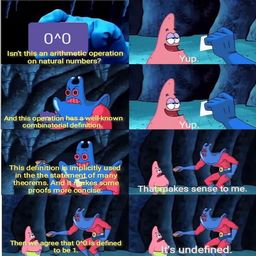 0^0
Isn't this an arithmetic operation
on natural numbers?
Yup.
And this operation has a well-known
combinatorial definition.
Yup.
This definition is implicitly used
in the statement of many
theorems. And it makes some
proofs more concise.
That makes sense to me.
Then we agree that 0^0 is defined
to be 1.
It's undefined.